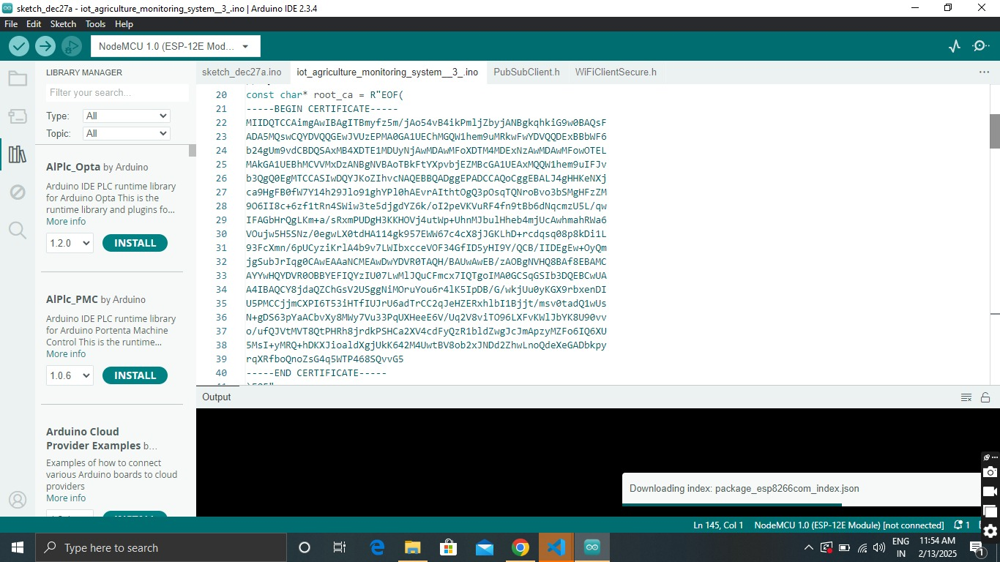 sketch_dec27a - iot_agriculture_monitoring_system__3_.ino | Arduino IDE 2.3.4
File Edit Sketch Tools Help
NodeMCU 1.0 (ESP-12E Mod...
LIBRARY MANAGER
Filter your search...
Type: All
Topic: All
AlPlc_Opta by Arduino
Arduino IDE PLC runtime library
for Arduino Opta This is the
runtime library and plugins fo...
More info
1.2.0 INSTALL
AlPlc_PMC by Arduino
Arduino IDE PLC runtime library
for Arduino Portenta Machine
Control This is the runtime...
More info
1.0.6 INSTALL
Arduino Cloud
Provider Examples b...
Examples of how to connect
various Arduino boards to cloud
providers
More info
sketch_dec27a.ino iot_agriculture_monitoring_system__3_.ino PubSubClient.h WiFiClientSecure.h
20 const char* root_ca = R"EOF(
21 -----BEGIN CERTIFICATE-----
22 MIIDQTCCAimgAwIBAgITBmyfz5m/jAo54vB4ikPmljZbyjANBgkqhkiG9w0BAQsF
23 ADA5MQswCQYDVQQGEwJVUzEPMA0GA1UEChMGQW1hem9uMRkwFwYDVQQDExBBbWF6
24 b24gUm9vdCBDQSAxMB4XDTE1MDUyNjAwMDAwMFoXDTM4MDExNzAwMDAwMFowOTEL
25 MAkGA1UEBhMCVVMxDzANBgNVBAoTBkFtYXpvbjEZMBcGA1UEAxMQQW1hem9uIFJv
26 b3QgQ0EgMTCCASIwDQYJKoZIhvcNAQEBBQADggEPADCCAQoCggEBALJ4gHHKeNXj
27 ca9HgFB0fW7Y14h29Jlo91ghYPl0hAEvrAIthtOgQ3pOsqTQNroBvo3bSMgHFzZM
28 9O6II8c+6zf1tRn4SWiw3te5djgdYZ6k/oI2peVKVuRF4fn9tBb6dNqcmzU5L/qw
29 IFAGbHrQgLKm+a/sRxmPUDgH3KKHOVj4utWp+UhnMJbulHheb4mjUcAwhmahRWa6
30 VOujw5H5SNz/0egwLX0tdHA114gk957EWW67c4cX8jJGKLhD+rcdqsq08p8kDi1L
31 93FcXmn/6pUCyziKrlA4b9v7LWIbxcceVOF34GfID5yHI9Y/QCB/IIDEgEw+OyQm
32 jgSubJrIqg0CAwEAAaNCMEAwDwYDVR0TAQH/BAUwAwEB/zAOBgNVHQ8BAf8EBAMC
33 AYYwHQYDVR0OBBYEFIQYzIU07LwMlJQuCFmcx7IQTgoIMA0GCSqGSIb3DQEBCwUA
34 A4IBAQCY8jdaQZChGsV2USggNiMOruYou6r4lK5IpDB/G/wkjUu0yKGX9rbxenDI
35 U5PMCCjjmCXPI6T53iHTfIUJrU6adTrCC2qJeHZERxhlbI1Bjjt/msv0tadQ1wUs
36 N+gDS63pYaACbvXy8MWy7Vu33PqUXHeeE6V/Uq2V8viTO96LXFvKWlJbYK8U90vv
37 o/ufQJVtMVT8QtPHRh8jrdkPSHCa2XV4cdFyQzR1bldZwgJcJmApzyMZFo6IQ6XU
38 5MsI+yMRQ+hDKXJioaldXgjUkK642M4UwtBV8ob2xJNDd2ZhwLnoQdeXeGADbkpy
39 rqXRfboQnoZsG4q5WTP468SQvvG5
40 -----END CERTIFICATE-----
Output
Downloading index: package_esp8266com_index.json
Ln 145, Col 1 NodeMCU 1.0 (ESP-12E Module) [not connected] 1
Type here to search
ENG
IN
11:54 AM
2/13/2025
1